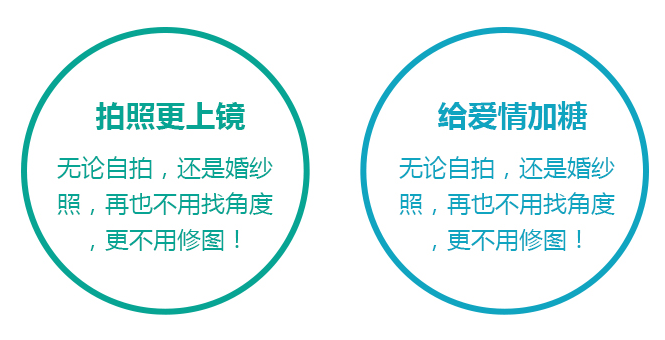 拍照更上镜
无论自拍，还是婚纱
照，再也不用找角度
，更不用修图！
给爱情加糖
无论自拍，还是婚纱
照，再也不用找角度
，更不用修图！